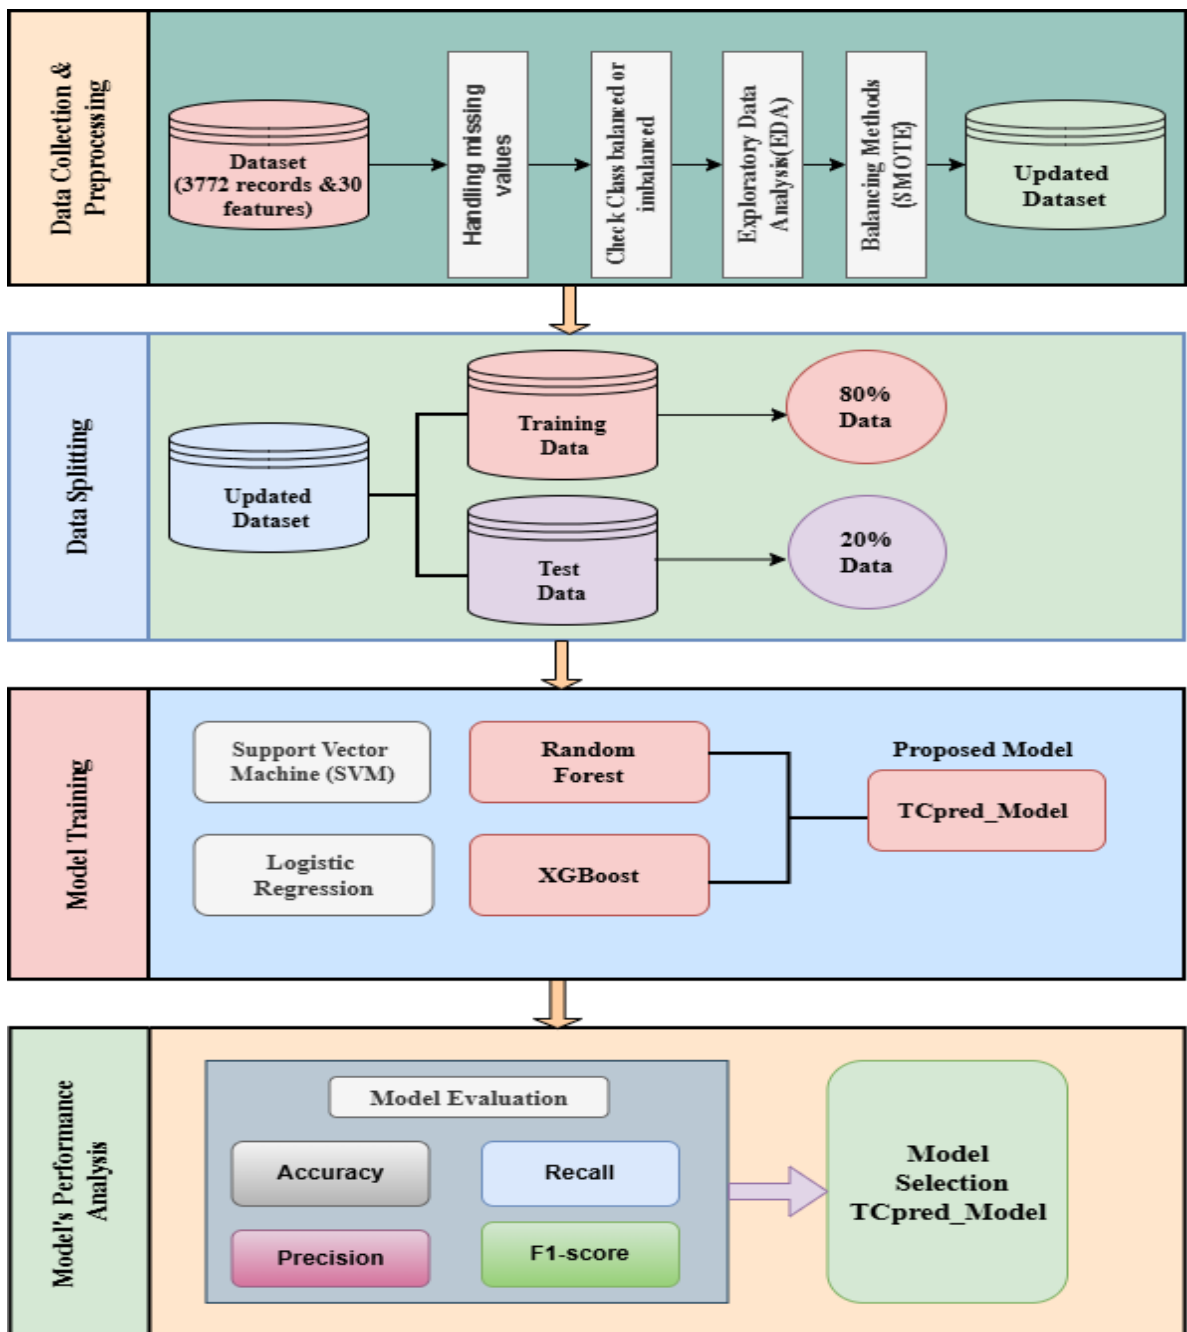 Data Collection &
Preprocessing
Dataset
(3772 records &30
features)
Handling missing
values
Check Class balanced or
imbalanced
Exploratory Data
Analysis(EDA)
Balancing Methods
(SMOTE)
Updated
Dataset
Data Splitting
Updated
Dataset
Training
Data
80%
Data
Test
Data
20%
Data
Model Training
Support Vector
Machine (SVM)
Random
Forest
Proposed Model
TCpred_Model
Logistic
Regression
XGBoost
Model's Performance
Analysis
Model Evaluation
Accuracy
Recall
Precision
F1-score
Model
Selection
TCpred_Model